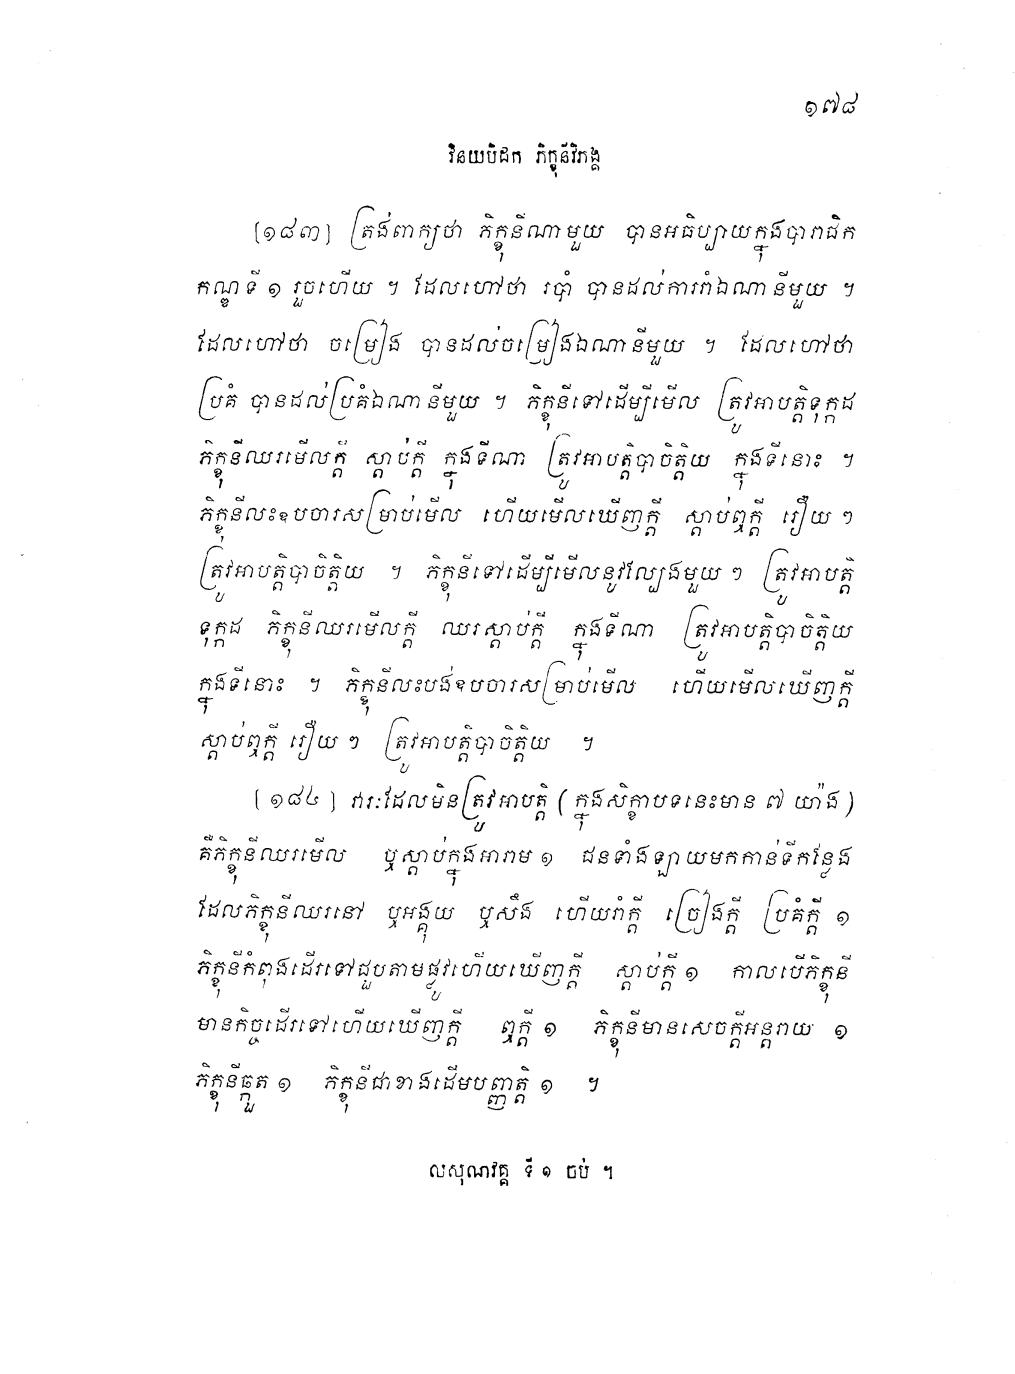 ១៧៨
វិនយបិដក ភិក្ខុនីវិភង្គ
[១៨៣] ត្រង់ពាក្យថា ភិក្ខុនីណាមួយ បានអធិប្បាយក្នុងបារាជិក
កណ្ឌទី ១ រួចហើយ ។ ដែលហៅថា របាំ បានដល់ការរាំឯណានីមួយ ។
ដែលហៅថា ចម្រៀង បានដល់ចម្រៀងឯណានីមួយ ។ ដែលហៅថា
ប្រគំ បានដល់ប្រគំឯណានីមួយ ។ ភិក្ខុនីទៅដើម្បីមើល ត្រូវអាបត្តិទុក្កដ
ភិក្ខុនីឈរមើលក្តី ស្តាប់ក្តី ក្នុងទីណា ត្រូវអាបត្តិបាចិត្តិយ ក្នុងទីនោះ ។
ភិក្ខុនីលះឧបចារសម្រាប់មើល ហើយមើលឃើញក្តី ស្តាប់ឮក្តី រឿយ ៗ
ត្រូវអាបត្តិបាចិត្តិយ ។ ភិក្ខុនីទៅដើម្បីមើលនូវល្បែងមួយ ៗ ត្រូវអាបត្តិ
ទុក្កដ ភិក្ខុនីឈរមើលក្តី ឈរស្តាប់ក្តី ក្នុងទីណា ត្រូវអាបត្តិបាចិត្តិយ
ក្នុងទីនោះ ។ ភិក្ខុនីលះបង់ឧបចារសម្រាប់មើល ហើយមើលឃើញក្តី
ស្តាប់ឮក្តី រឿយ ៗ ត្រូវអាបត្តិបាចិត្តិយ ។
[១៨៤] វារៈដែលមិនត្រូវអាបត្តិ (ក្នុងសិក្ខាបទនេះមាន ៧ យ៉ាង)
គឺភិក្ខុនីឈរមើល ឬស្តាប់ក្នុងអារាម ១ ជនទាំងឡាយមកកាន់ទីកន្លែង
ដែលភិក្ខុនីឈរនៅ ឬអង្គុយ ឬសឹង ហើយរាំក្តី ច្រៀងក្តី ប្រគំក្តី ១
ភិក្ខុនីកំពុងដើរទៅជួបតាមផ្លូវហើយឃើញក្តី ស្តាប់ក្តី ១ កាលបើភិក្ខុនី
មានកិច្ចដើរទៅហើយឃើញក្តី ឮក្តី ១ ភិក្ខុនីមានសេចក្តីអន្តរាយ ១
ភិក្ខុនីឆ្កួត ១ ភិក្ខុនីជាខាងដើមបញ្ញត្តិ ១ ។
លសុណវគ្គ ទី ១ ចប់ ។